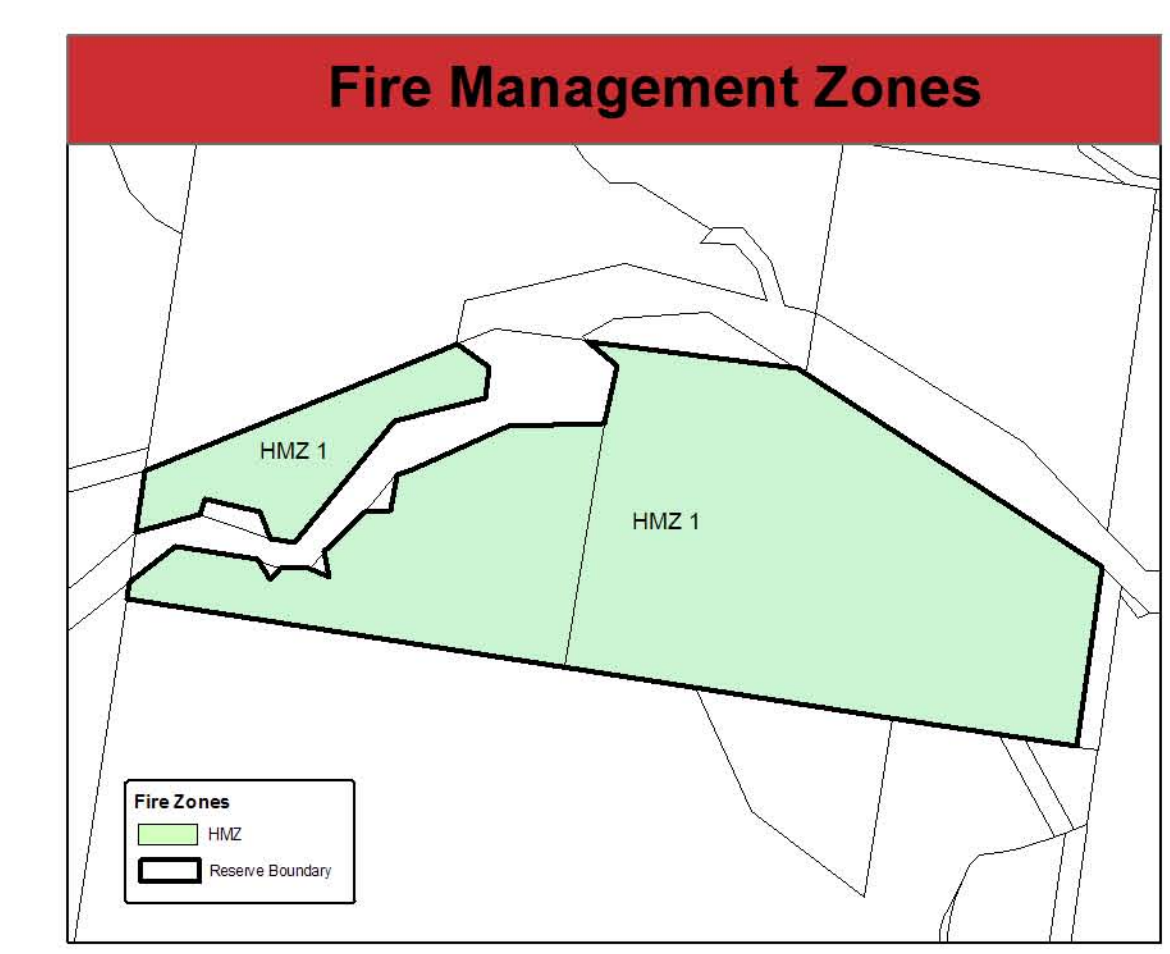 Fire Management Zones
HMZ 1
HMZ 1
Fire Zones
HMZ
Reserve Boundary